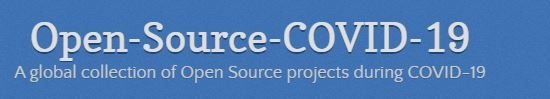 Open-Source-COVID-19
A global collection of Open Source projects during COVID-19